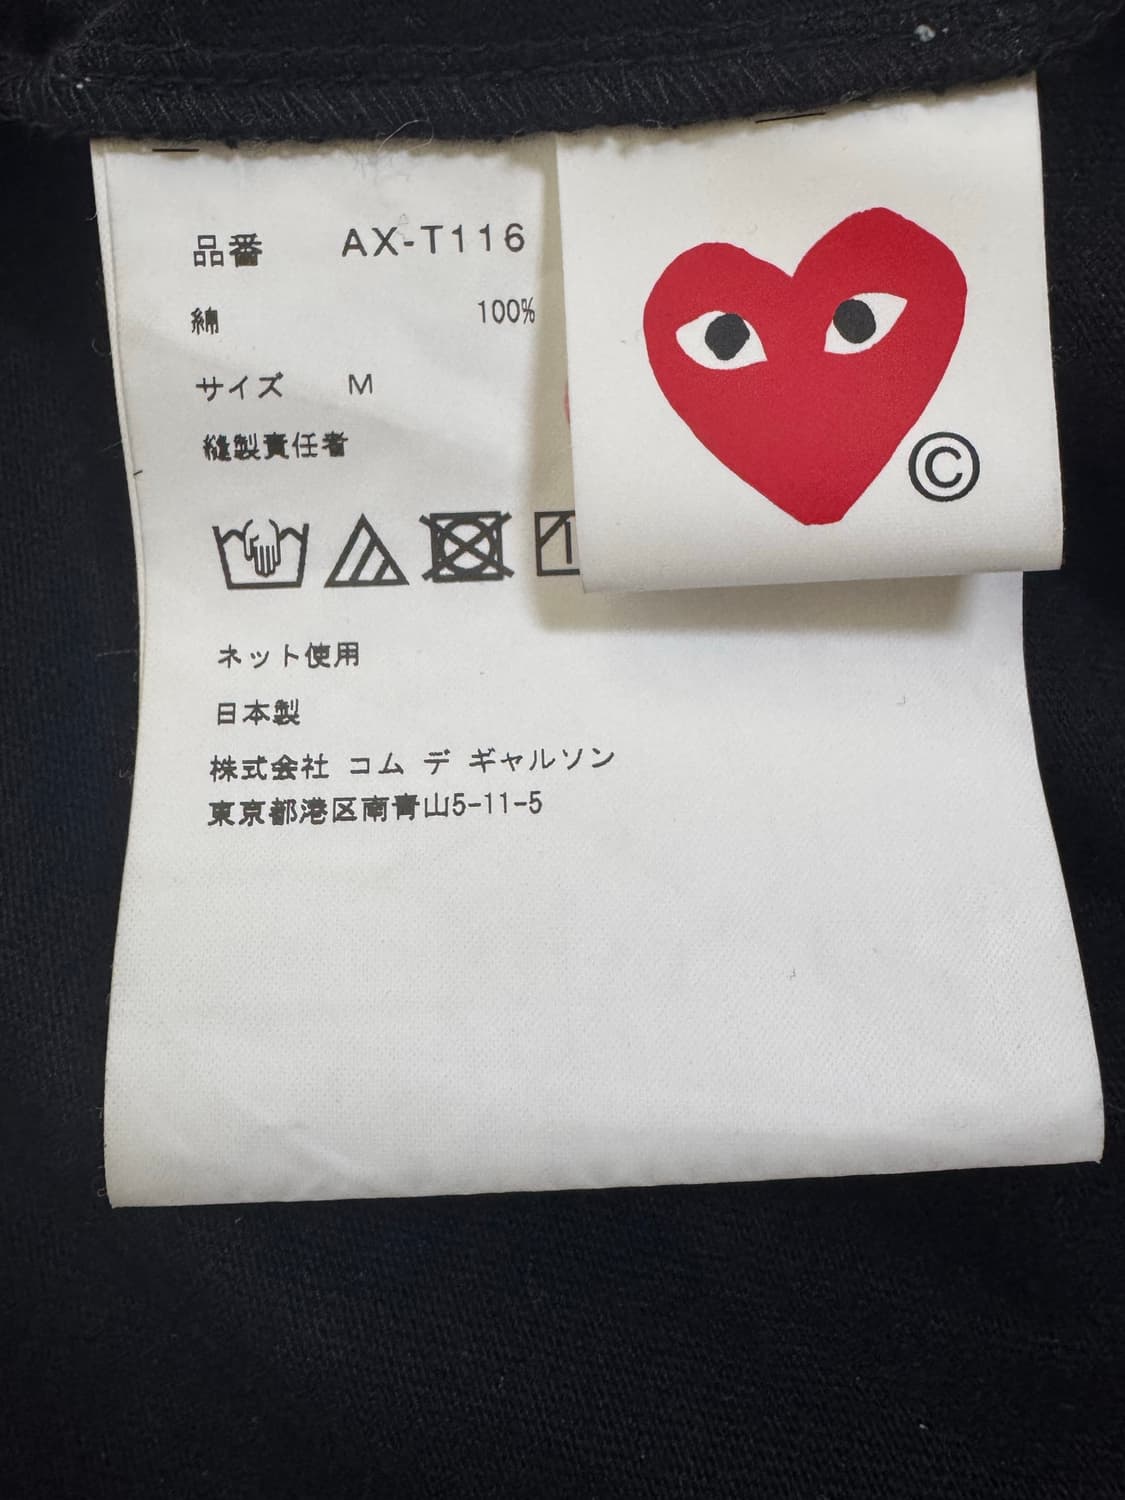 品番 AX-T116
綿 100%
サイズ M
縫製責任者
ネット使用
日本製
株式会社 コム デ ギャルソン
東京都港区南青山5-11-5
©